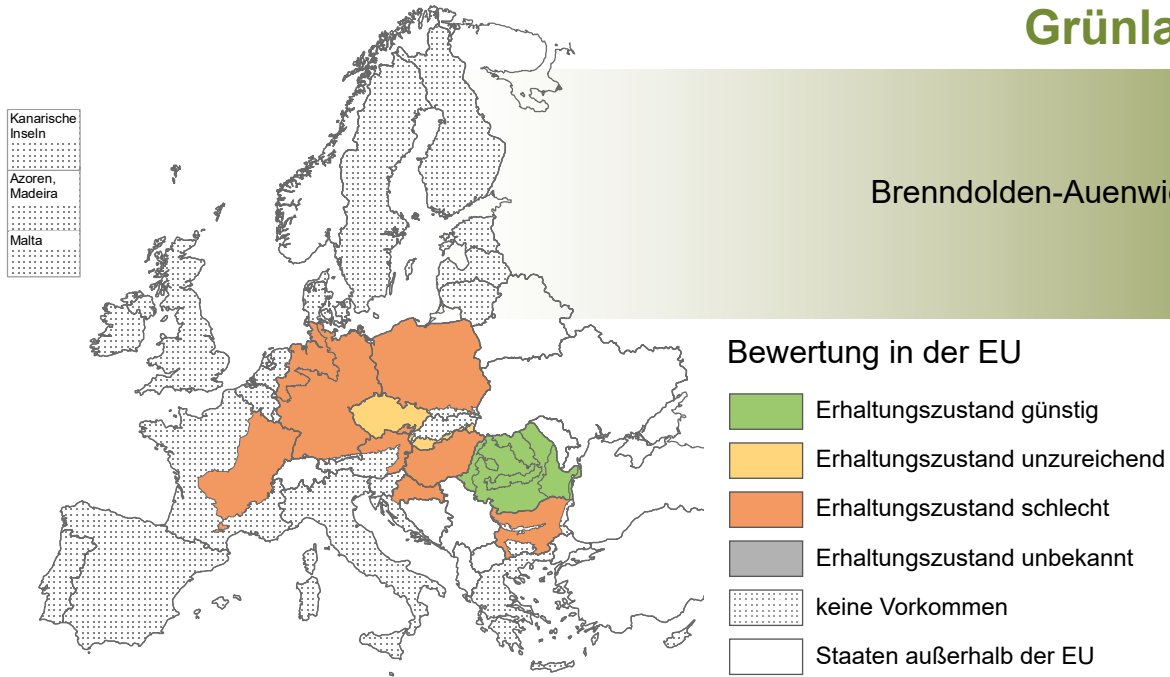 Grünla
Kanarische
Inseln
Azoren,
Madeira
Malta
Brenndolden-Auenwie
Bewertung in der EU
Erhaltungszustand günstig
Erhaltungszustand unzureichend
Erhaltungszustand schlecht
Erhaltungszustand unbekannt
keine Vorkommen
Staaten außerhalb der EU